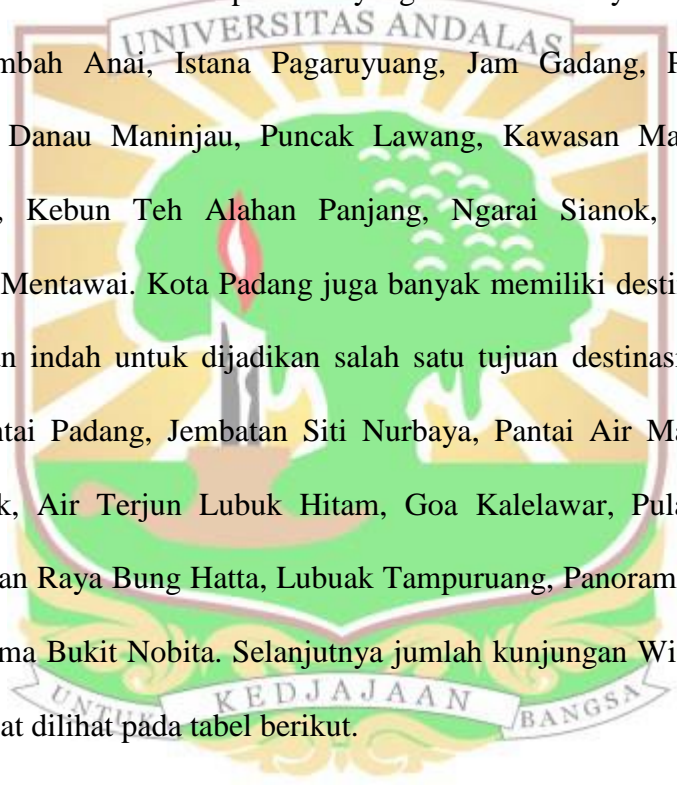 UNIVERSITAS ANDALAS
mbah Anai, Istana Pagaruyuang, Jam Gadang,
Danau Maninjau, Puncak Lawang, Kawasan Ma
, Kebun Teh Alahan Panjang, Ngarai Sianok,
Mentawai. Kota Padang juga banyak memiliki desti
n indah untuk dijadikan salah satu tujuan destinasi
ntai Padang, Jembatan Siti Nurbaya, Pantai Air Ma
k, Air Terjun Lubuk Hitam, Goa Kalelawar, Pula
an Raya Bung Hatta, Lubuak Tampuruang, Panoram
ma Bukit Nobita. Selanjutnya jumlah kunjungan Wi
UNTUK KEDJAJAAN BANGSA
at dilihat pada tabel berikut.